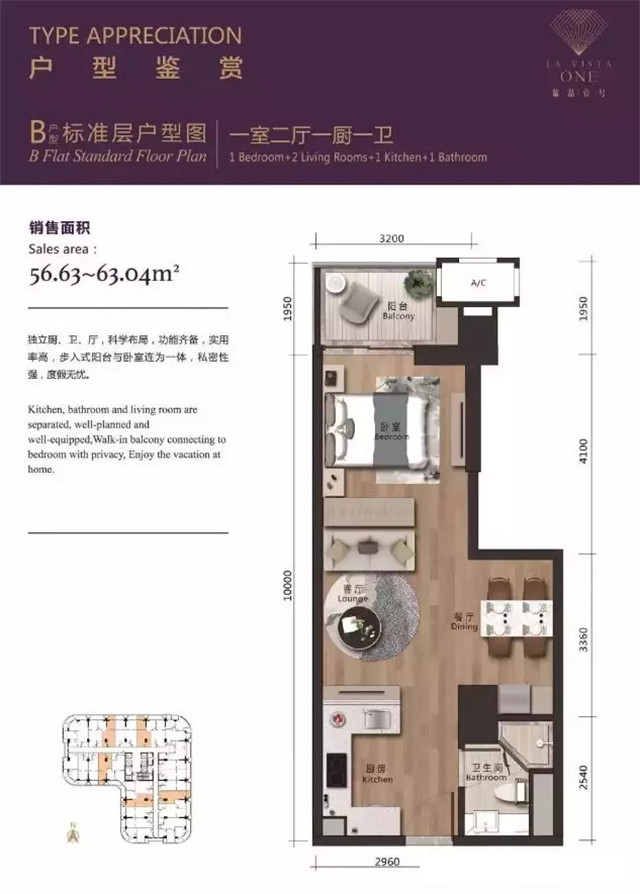 TYPE APPRECIATION
户型鉴赏
LA VISTA
ONE
B户型标准层户型图
B Flat Standard Floor Plan
一室二厅一厨一卫
1 Bedroom+2 Living Rooms+1 Kitchen+1 Bathroom
销售面积
Sales area :
56.63~63.04m²
独立厨、卫、厅，科学布局，功能齐备，实用
率高，步入式阳台与卧室连为一体，私密性
强，度假无忧。
Kitchen, bathroom and living room are
separated, well-planned and
well-equipped,Walk-in balcony connecting to
bedroom with privacy, Enjoy the vacation at
home.
3200
1950
10000
阳台
Balcony
A/C
卧室
Bedroom
客厅
Lounge
餐厅
Dining
厨房
Kitchen
卫生间
Bathroom
1950
4100
3360
2540
2960
N